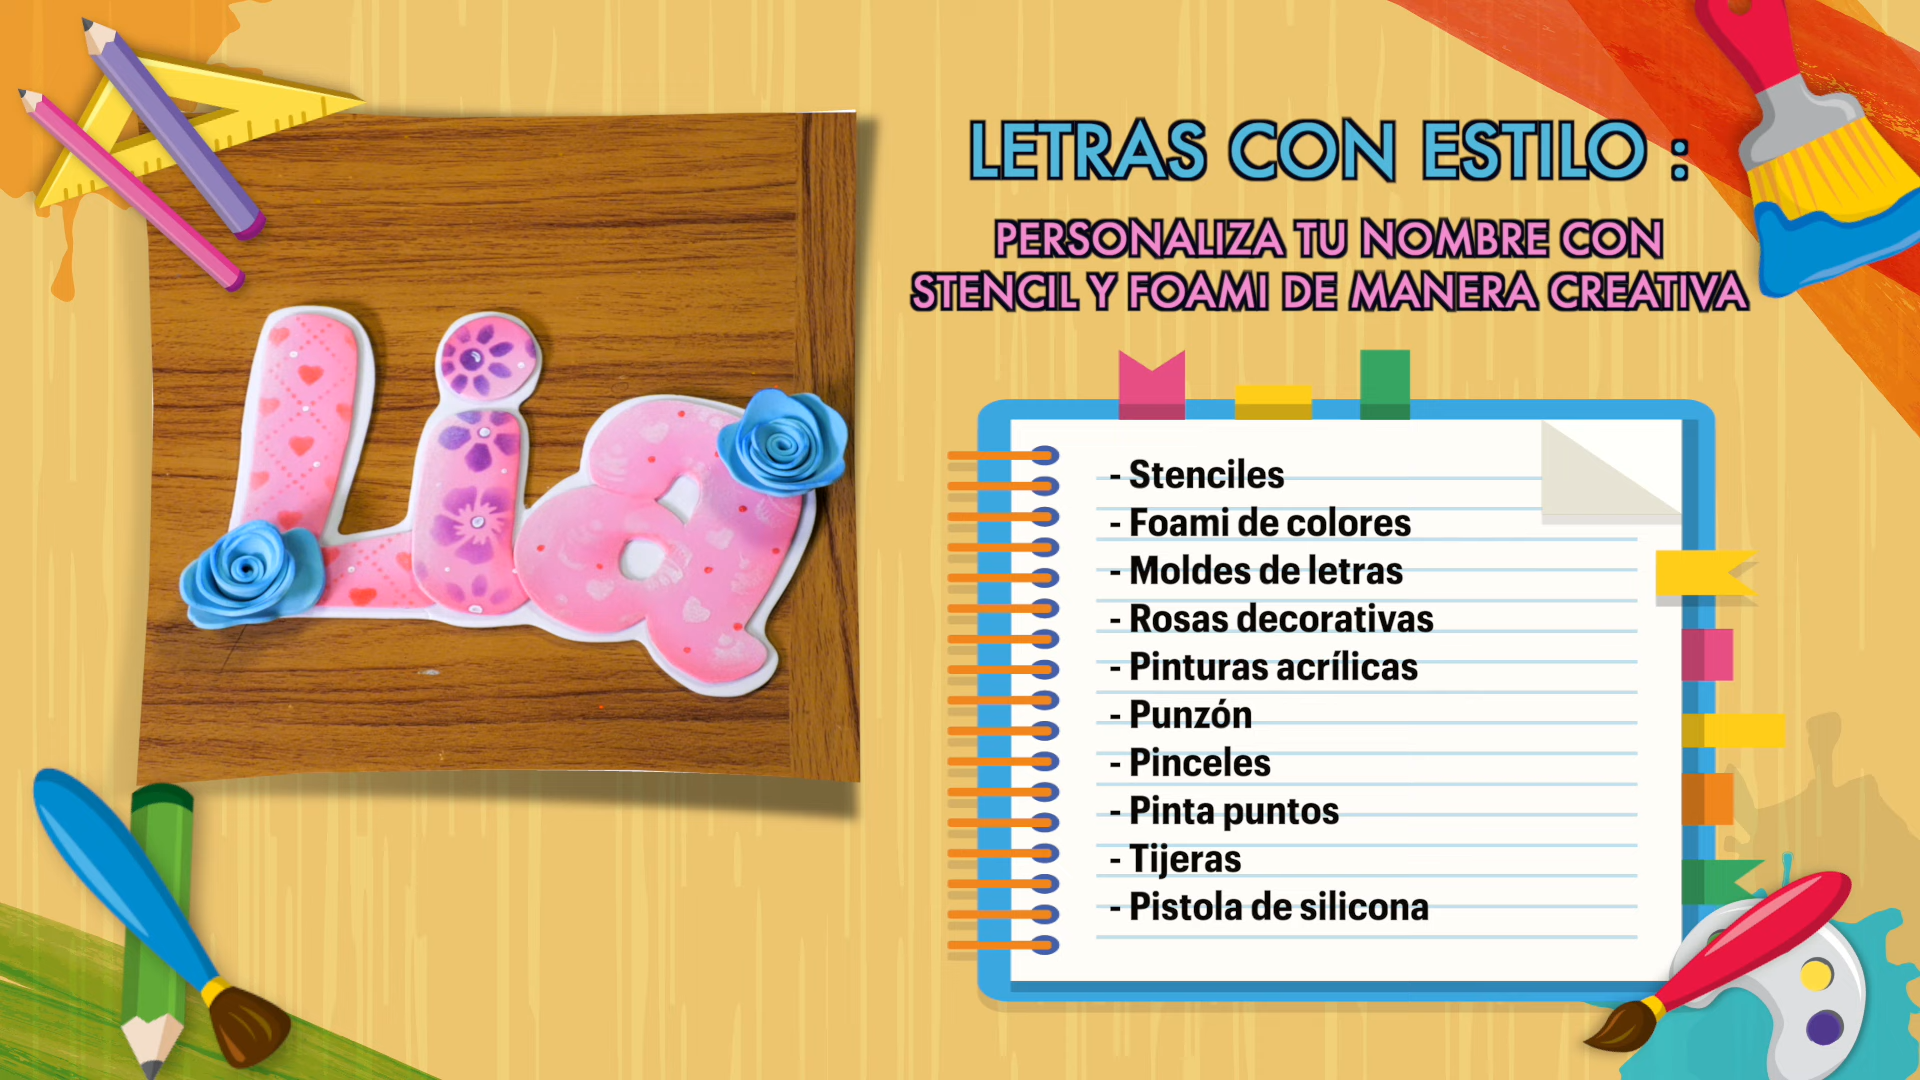 Lia
LETRAS CON ESTILO :
PERSONALIZA TU NOMBRE CON
STENCIL Y FOAMI DE MANERA CREATIVA
- Stenciles
- Foami de colores
- Moldes de letras
- Rosas decorativas
- Pinturas acrílicas
- Punzón
- Pinceles
- Pinta puntos
- Tijeras
- Pistola de silicona